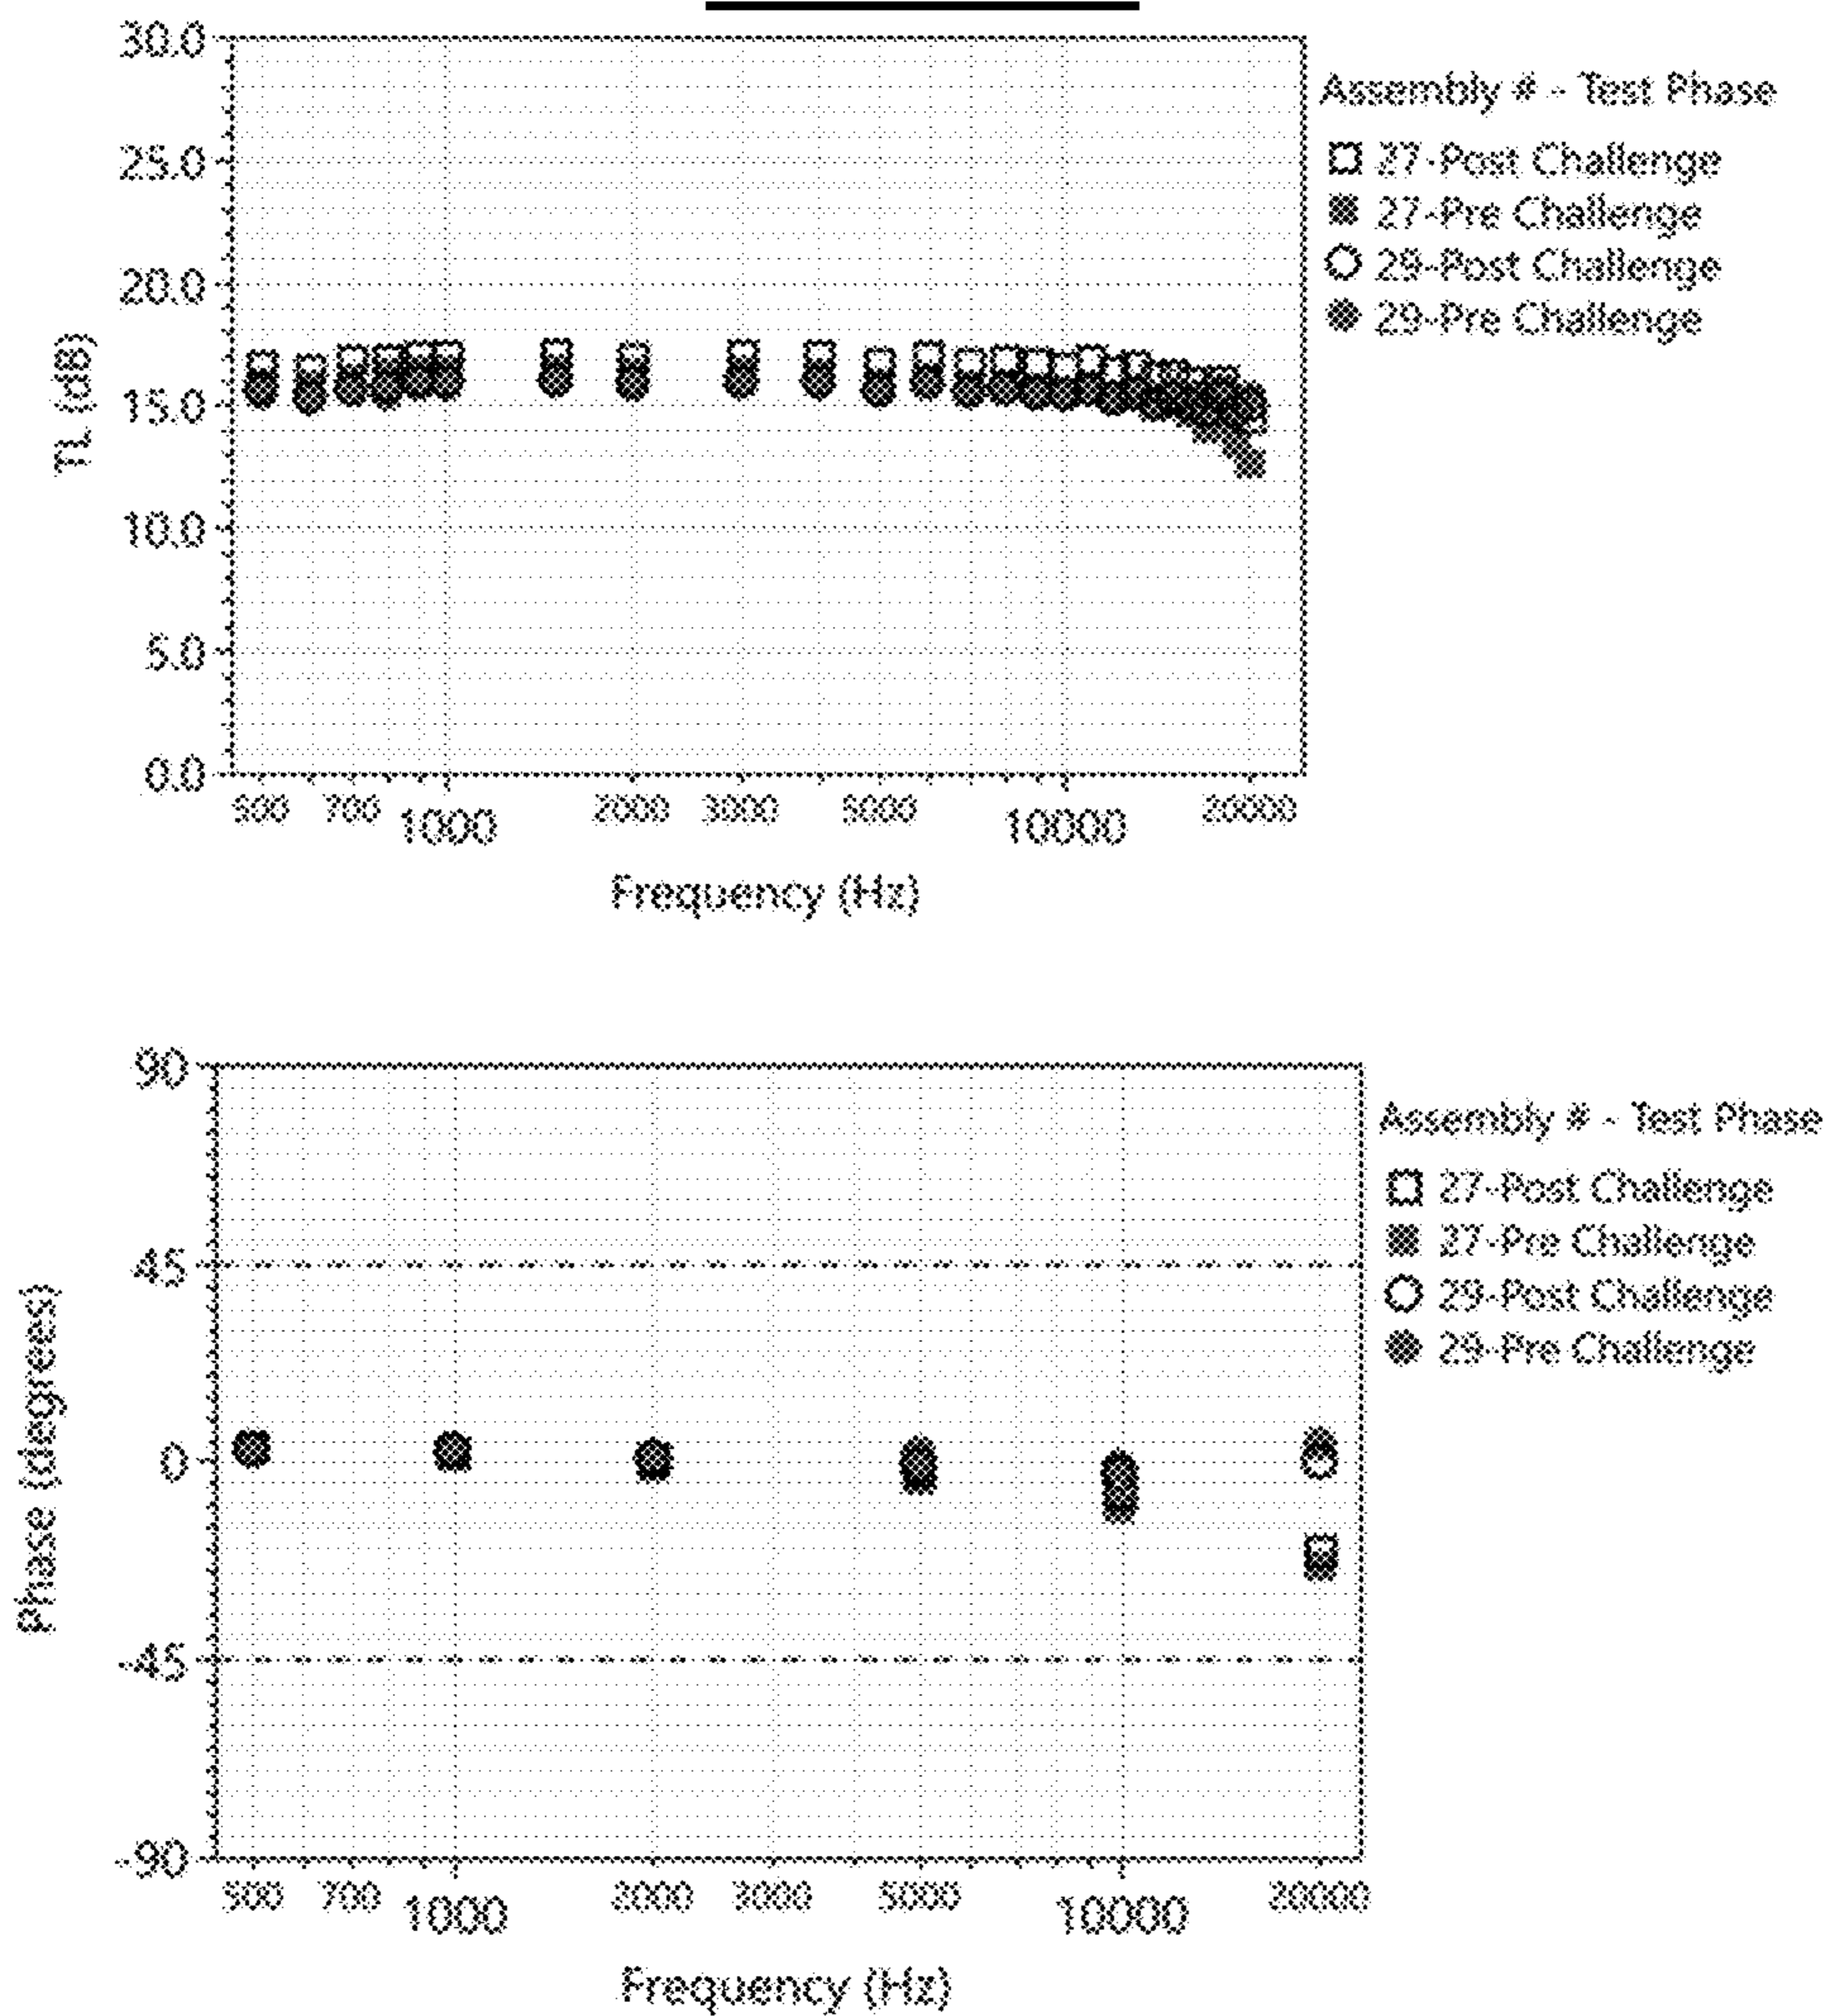 30.0
25.0
20.0
15.0
10.0
5.0
0.0
TL (dB)
500 700 1000 2000 3000 5000 10000 20000
Frequency (Hz)
Assembly # - Test Phase
27-Post Challenge
27-Pre Challenge
29-Post Challenge
29-Pre Challenge
90
45
0
-45
-90
Phase (degrees)
500 700 1000 2000 3000 5000 10000 20000
Frequency (Hz)
Assembly # - Test Phase
27-Post Challenge
27-Pre Challenge
29-Post Challenge
29-Pre Challenge